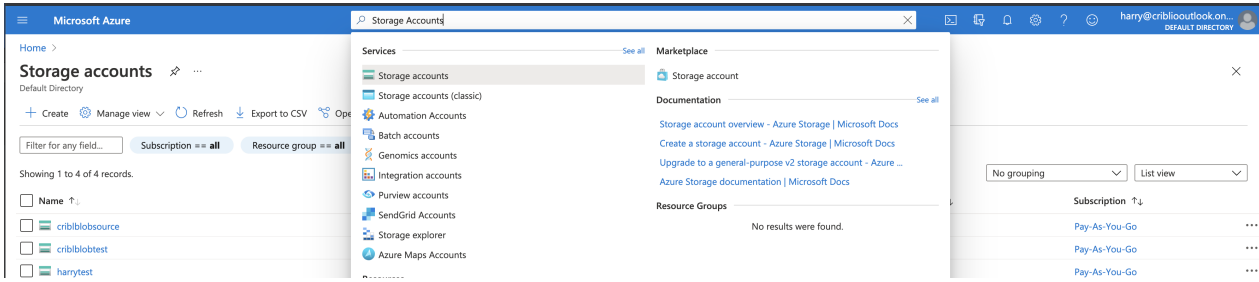 Microsoft Azure
Storage Accounts
harry@criblioutlook.on...
DEFAULT DIRECTORY
Home >
Storage accounts
...
Default Directory
+ Create
Manage view
Refresh
Export to CSV
Ope
Filter for any field...
Subscription == all
Resource group == all
Showing 1 to 4 of 4 records.
Name ↑↓
criblblobsource
criblblobtest
harrytest
Services
See all
Storage accounts
Storage accounts (classic)
Automation Accounts
Batch accounts
Genomics accounts
Integration accounts
Purview accounts
SendGrid Accounts
Storage explorer
Azure Maps Accounts
Marketplace
Storage account
Documentation
See all
Storage account overview - Azure Storage | Microsoft Docs
Create a storage account - Azure Storage | Microsoft Docs
Upgrade to a general-purpose v2 storage account - Azure ...
Azure Storage documentation | Microsoft Docs
Resource Groups
No results were found.
No grouping
List view
Subscription ↑↓
Pay-As-You-Go
Pay-As-You-Go
Pay-As-You-Go